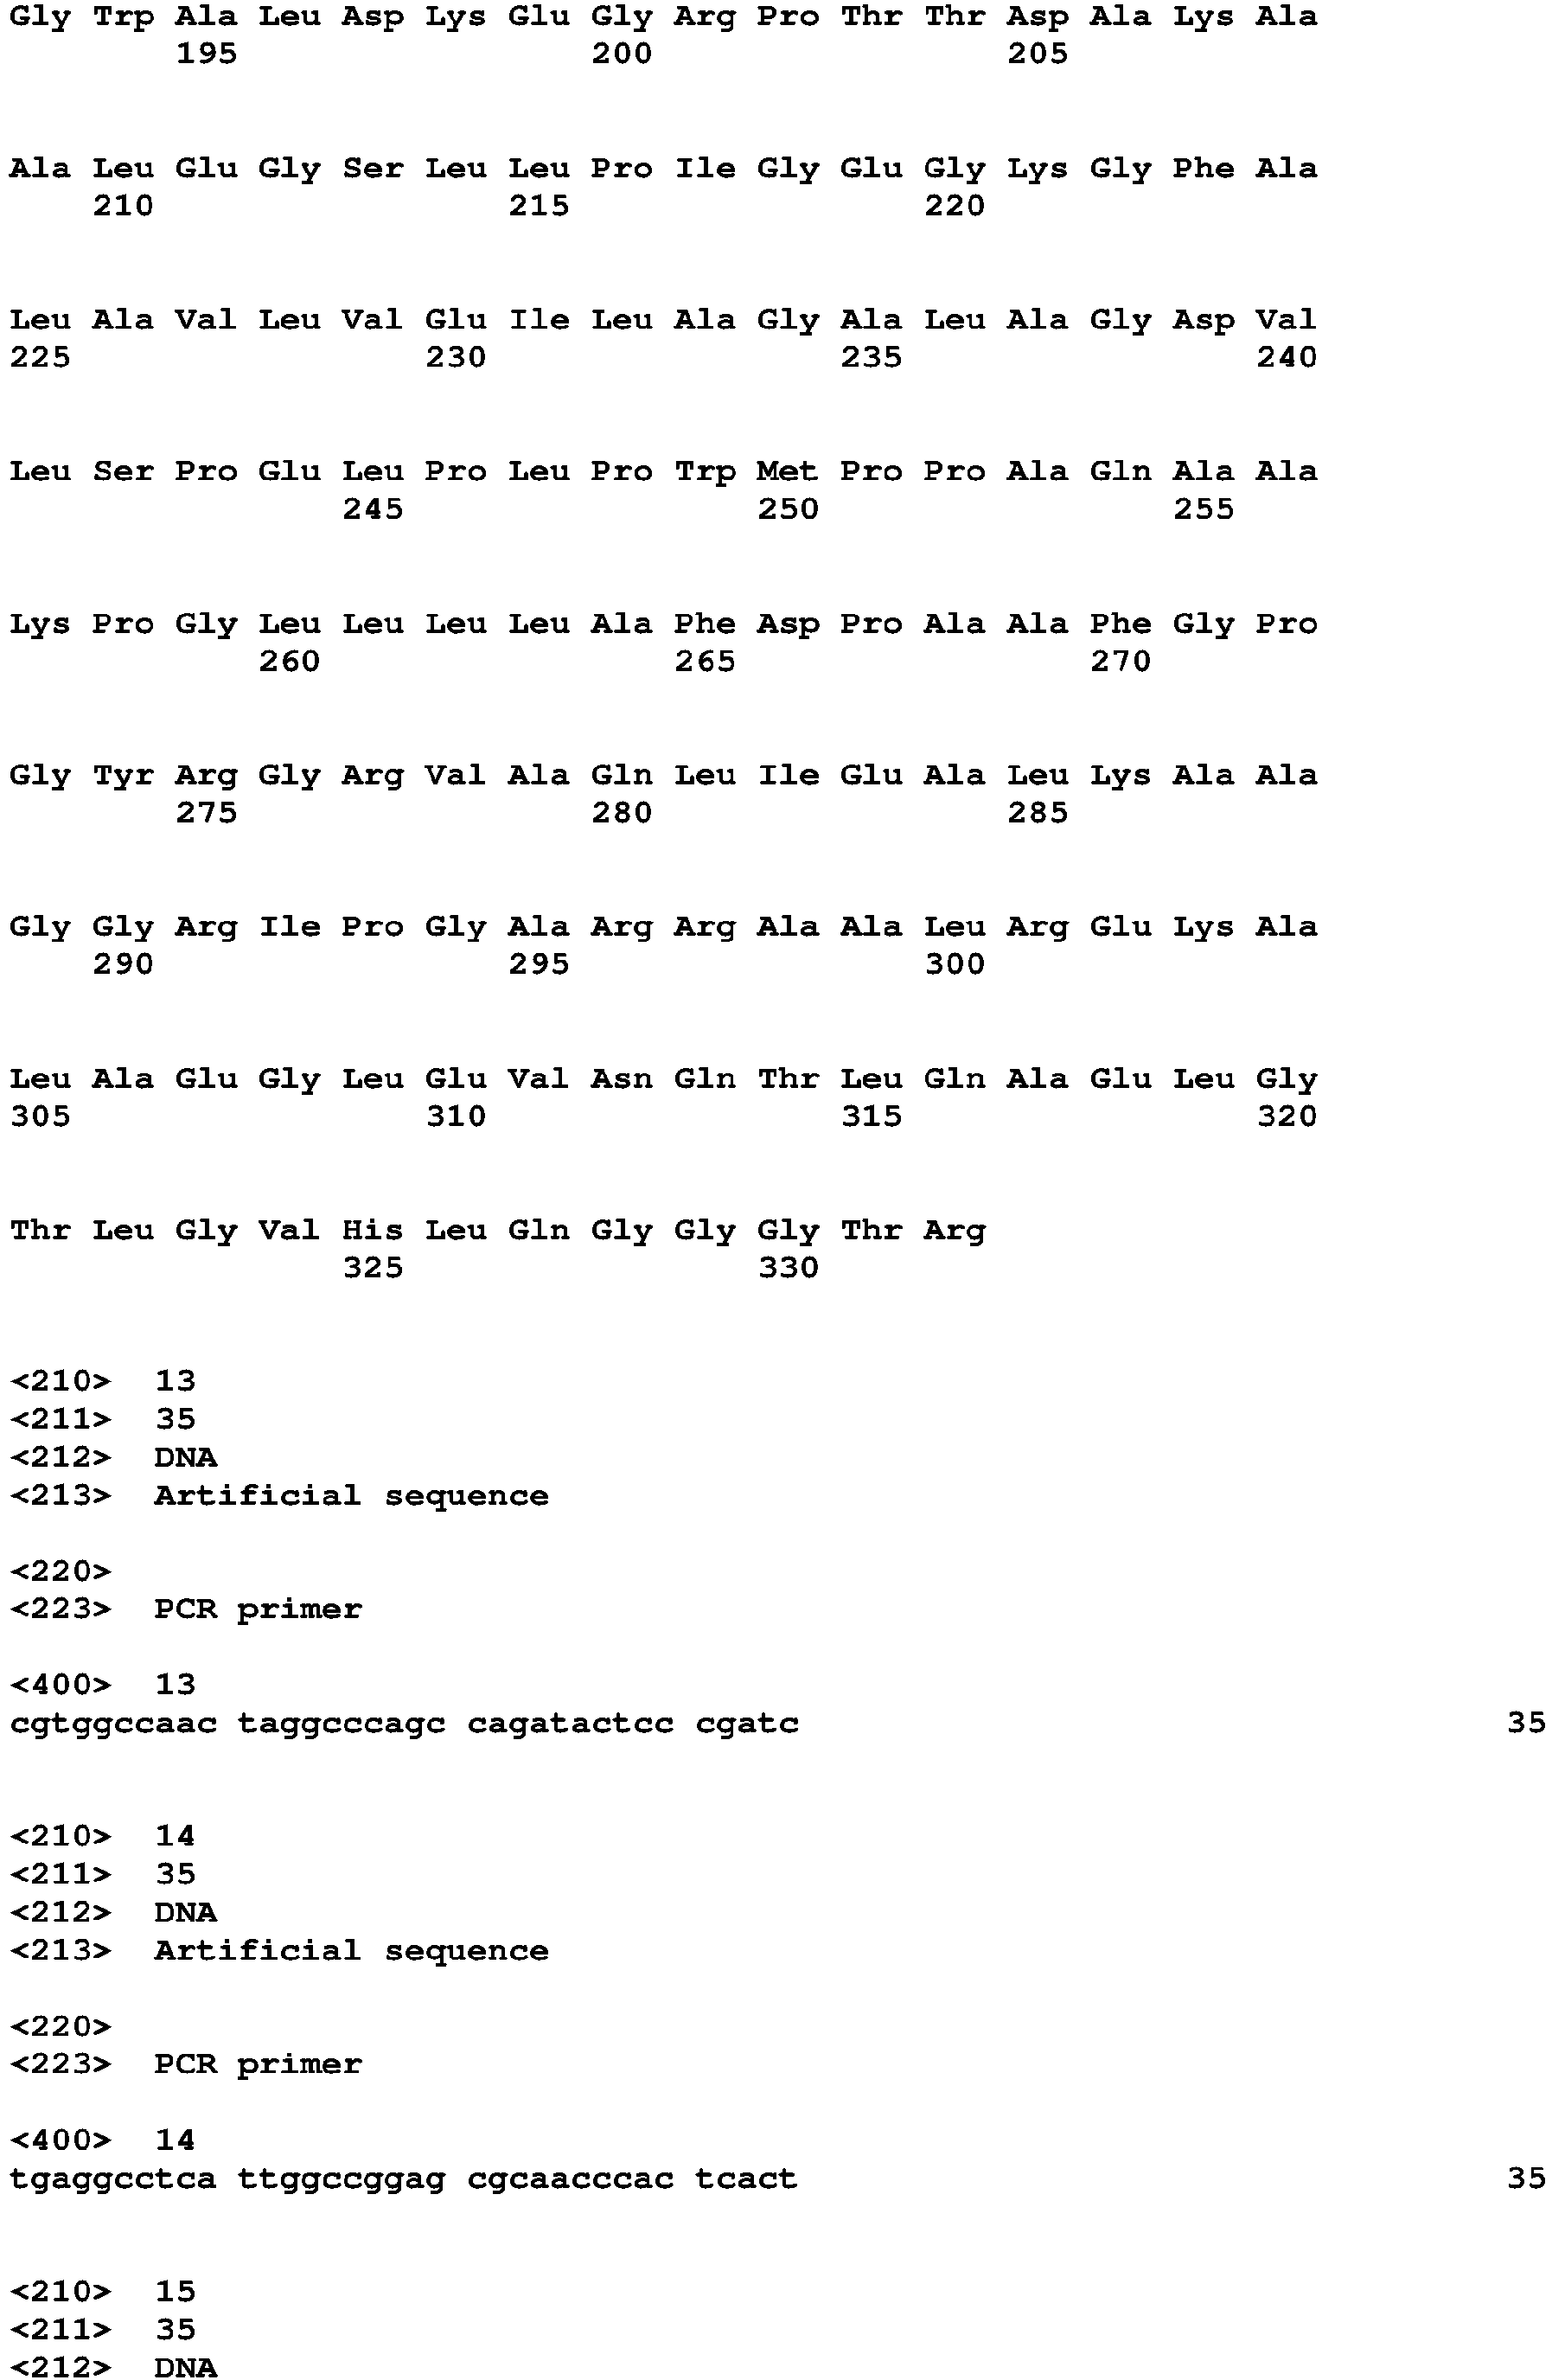 Gly Trp Ala Leu Asp Lys Glu Gly Arg Pro Thr Thr Asp Ala Lys Ala
195 200 205
Ala Leu Glu Gly Ser Leu Leu Pro Ile Gly Glu Gly Lys Gly Phe Ala
210 215 220
Leu Ala Val Leu Val Glu Ile Leu Ala Gly Ala Leu Ala Gly Asp Val
225 230 235 240
Leu Ser Pro Glu Leu Pro Leu Pro Trp Met Pro Pro Ala Gln Ala Ala
245 250 255
Lys Pro Gly Leu Leu Leu Leu Ala Phe Asp Pro Ala Ala Phe Gly Pro
260 265 270
Gly Tyr Arg Gly Arg Val Ala Gln Leu Ile Glu Ala Leu Lys Ala Ala
275 280 285
Gly Gly Arg Ile Pro Gly Ala Arg Arg Ala Ala Leu Arg Glu Lys Ala
290 295 300
Leu Ala Glu Gly Leu Glu Val Asn Gln Thr Leu Gln Ala Glu Leu Gly
305 310 315 320
Thr Leu Gly Val His Leu Gln Gly Gly Gly Thr Arg
325 330
<210> 13
<211> 35
<212> DNA
<213> Artificial sequence
<220>
<223> PCR primer
<400> 13
cgtggccaac taggcccagc cagatactcc cgatc 35
<210> 14
<211> 35
<212> DNA
<213> Artificial sequence
<220>
<223> PCR primer
<400> 14
tgaggcctca ttggccggag cgcaacccac tcact 35
<210> 15
<211> 35
<212> DNA